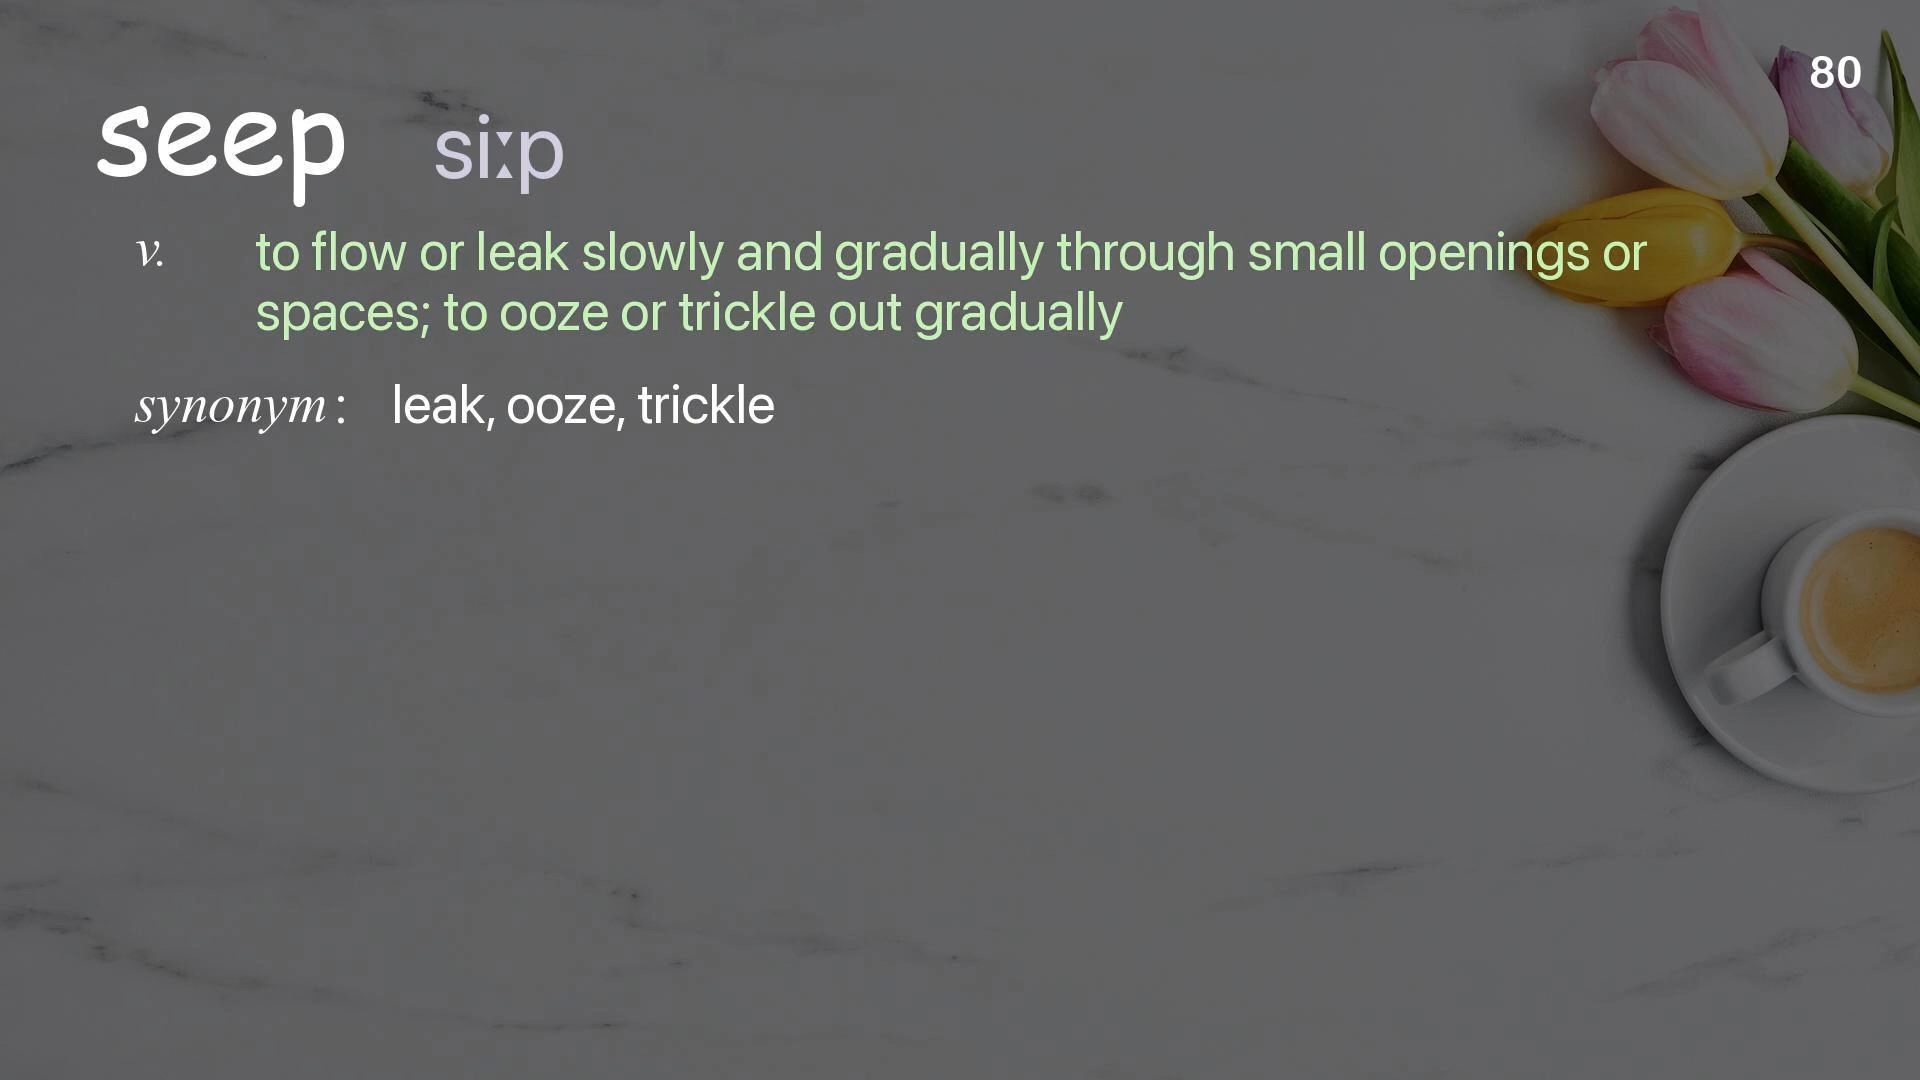 80
seep siːp
v. to flow or leak slowly and gradually through small openings or
spaces; to ooze or trickle out gradually
synonym : leak, ooze, trickle